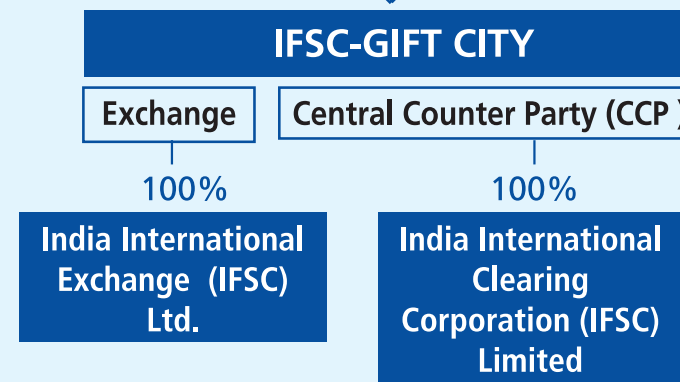 IFSC-GIFT CITY
Exchange
Central Counter Party (CCP )
100%
100%
India International
Exchange (IFSC)
Ltd.
India International
Clearing
Corporation (IFSC)
Limited